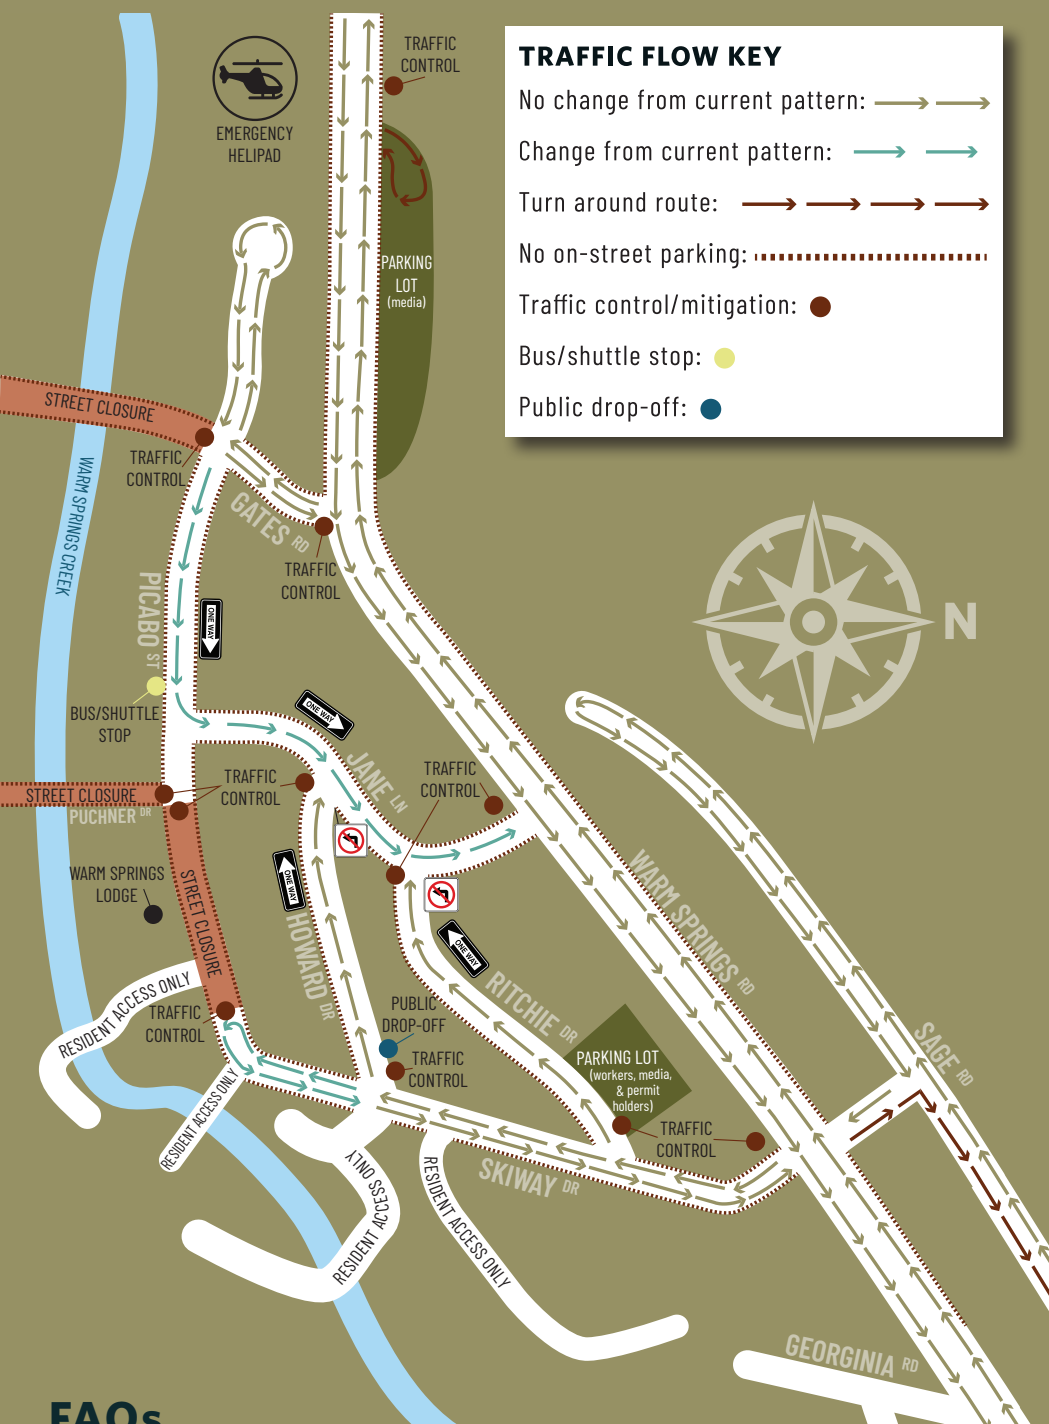 TRAFFIC
CONTROL
EMERGENCY
HELIPAD
TRAFFIC FLOW KEY
No change from current pattern:
Change from current pattern:
Turn around route:
No on-street parking:
Traffic control/mitigation:
Bus/shuttle stop:
Public drop-off:
PARKING
LOT
(media)
STREET CLOSURE
TRAFFIC
CONTROL
WARM SPRINGS CREEK
GATES RD
TRAFFIC
CONTROL
PICABO ST
ONE WAY
N
BUS/SHUTTLE
STOP
ONE WAY
JANE LN
TRAFFIC
CONTROL
TRAFFIC
CONTROL
STREET CLOSURE
PUCHNER DR
WARM SPRINGS
LODGE
STREET CLOSURE
ONE WAY
HOWARD DR
ONE WAY
RITCHIE DR
WARM SPRINGS RD
RESIDENT ACCESS ONLY
TRAFFIC
CONTROL
PUBLIC
DROP-OFF
TRAFFIC
CONTROL
PARKING LOT
(workers, media,
& permit
holders)
SAGE RD
TRAFFIC
CONTROL
RESIDENT ACCESS ONLY
SKIWAY DR
RESIDENT ACCESS ONLY
RESIDENT ACCESS ONLY
GEORGINIA RD
FAQs